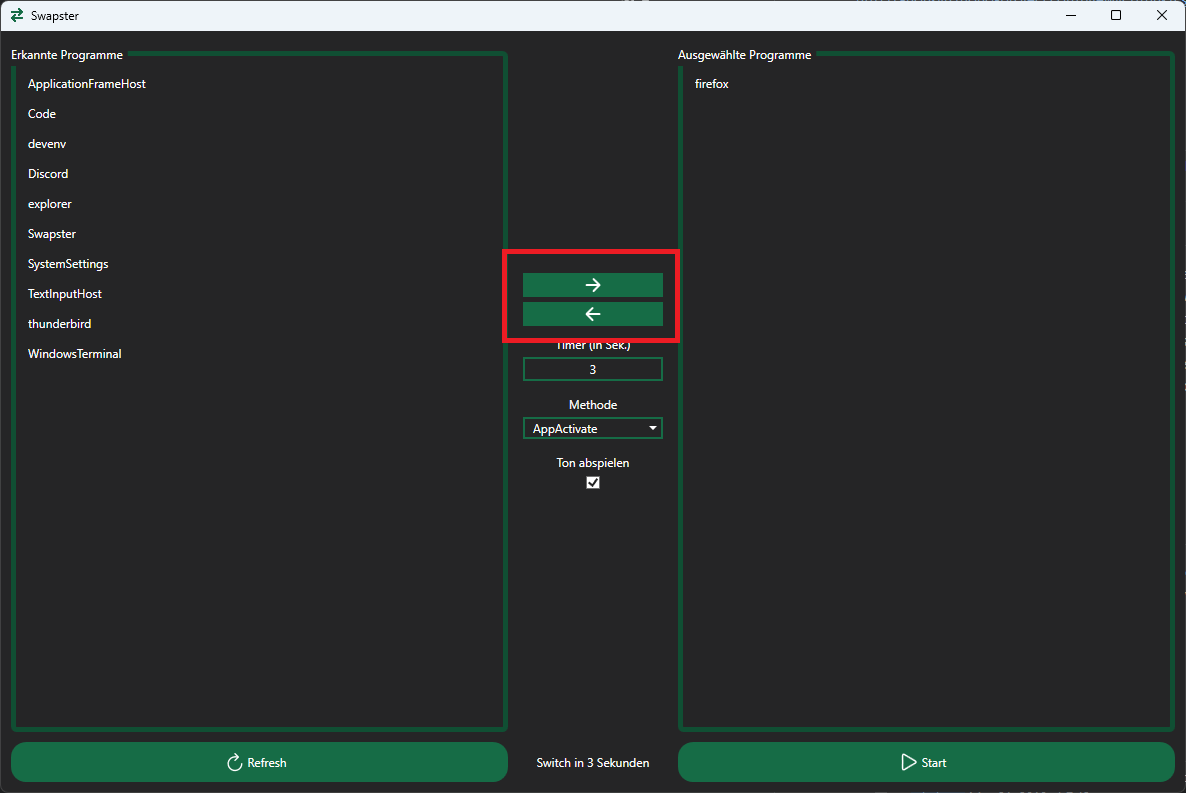 Swapster
Erkannte Programme
ApplicationFrameHost
Code
devenv
Discord
explorer
Swapster
SystemSettings
TextInputHost
thunderbird
WindowsTerminal
Timer (in Sek.)
3
Methode
AppActivate
Ton abspielen
Ausgewählte Programme
firefox
Refresh
Switch in 3 Sekunden
Start